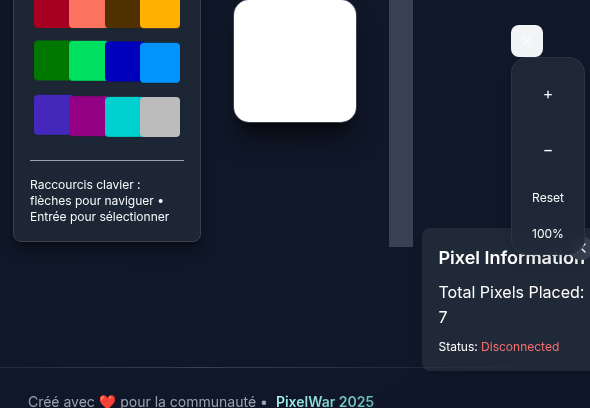 Raccourcis clavier :
flèches pour naviguer •
Entrée pour sélectionner
+
−
Reset
100%
Pixel Information
Total Pixels Placed:
7
Status: Disconnected
Créé avec ❤️ pour la communauté • PixelWar 2025